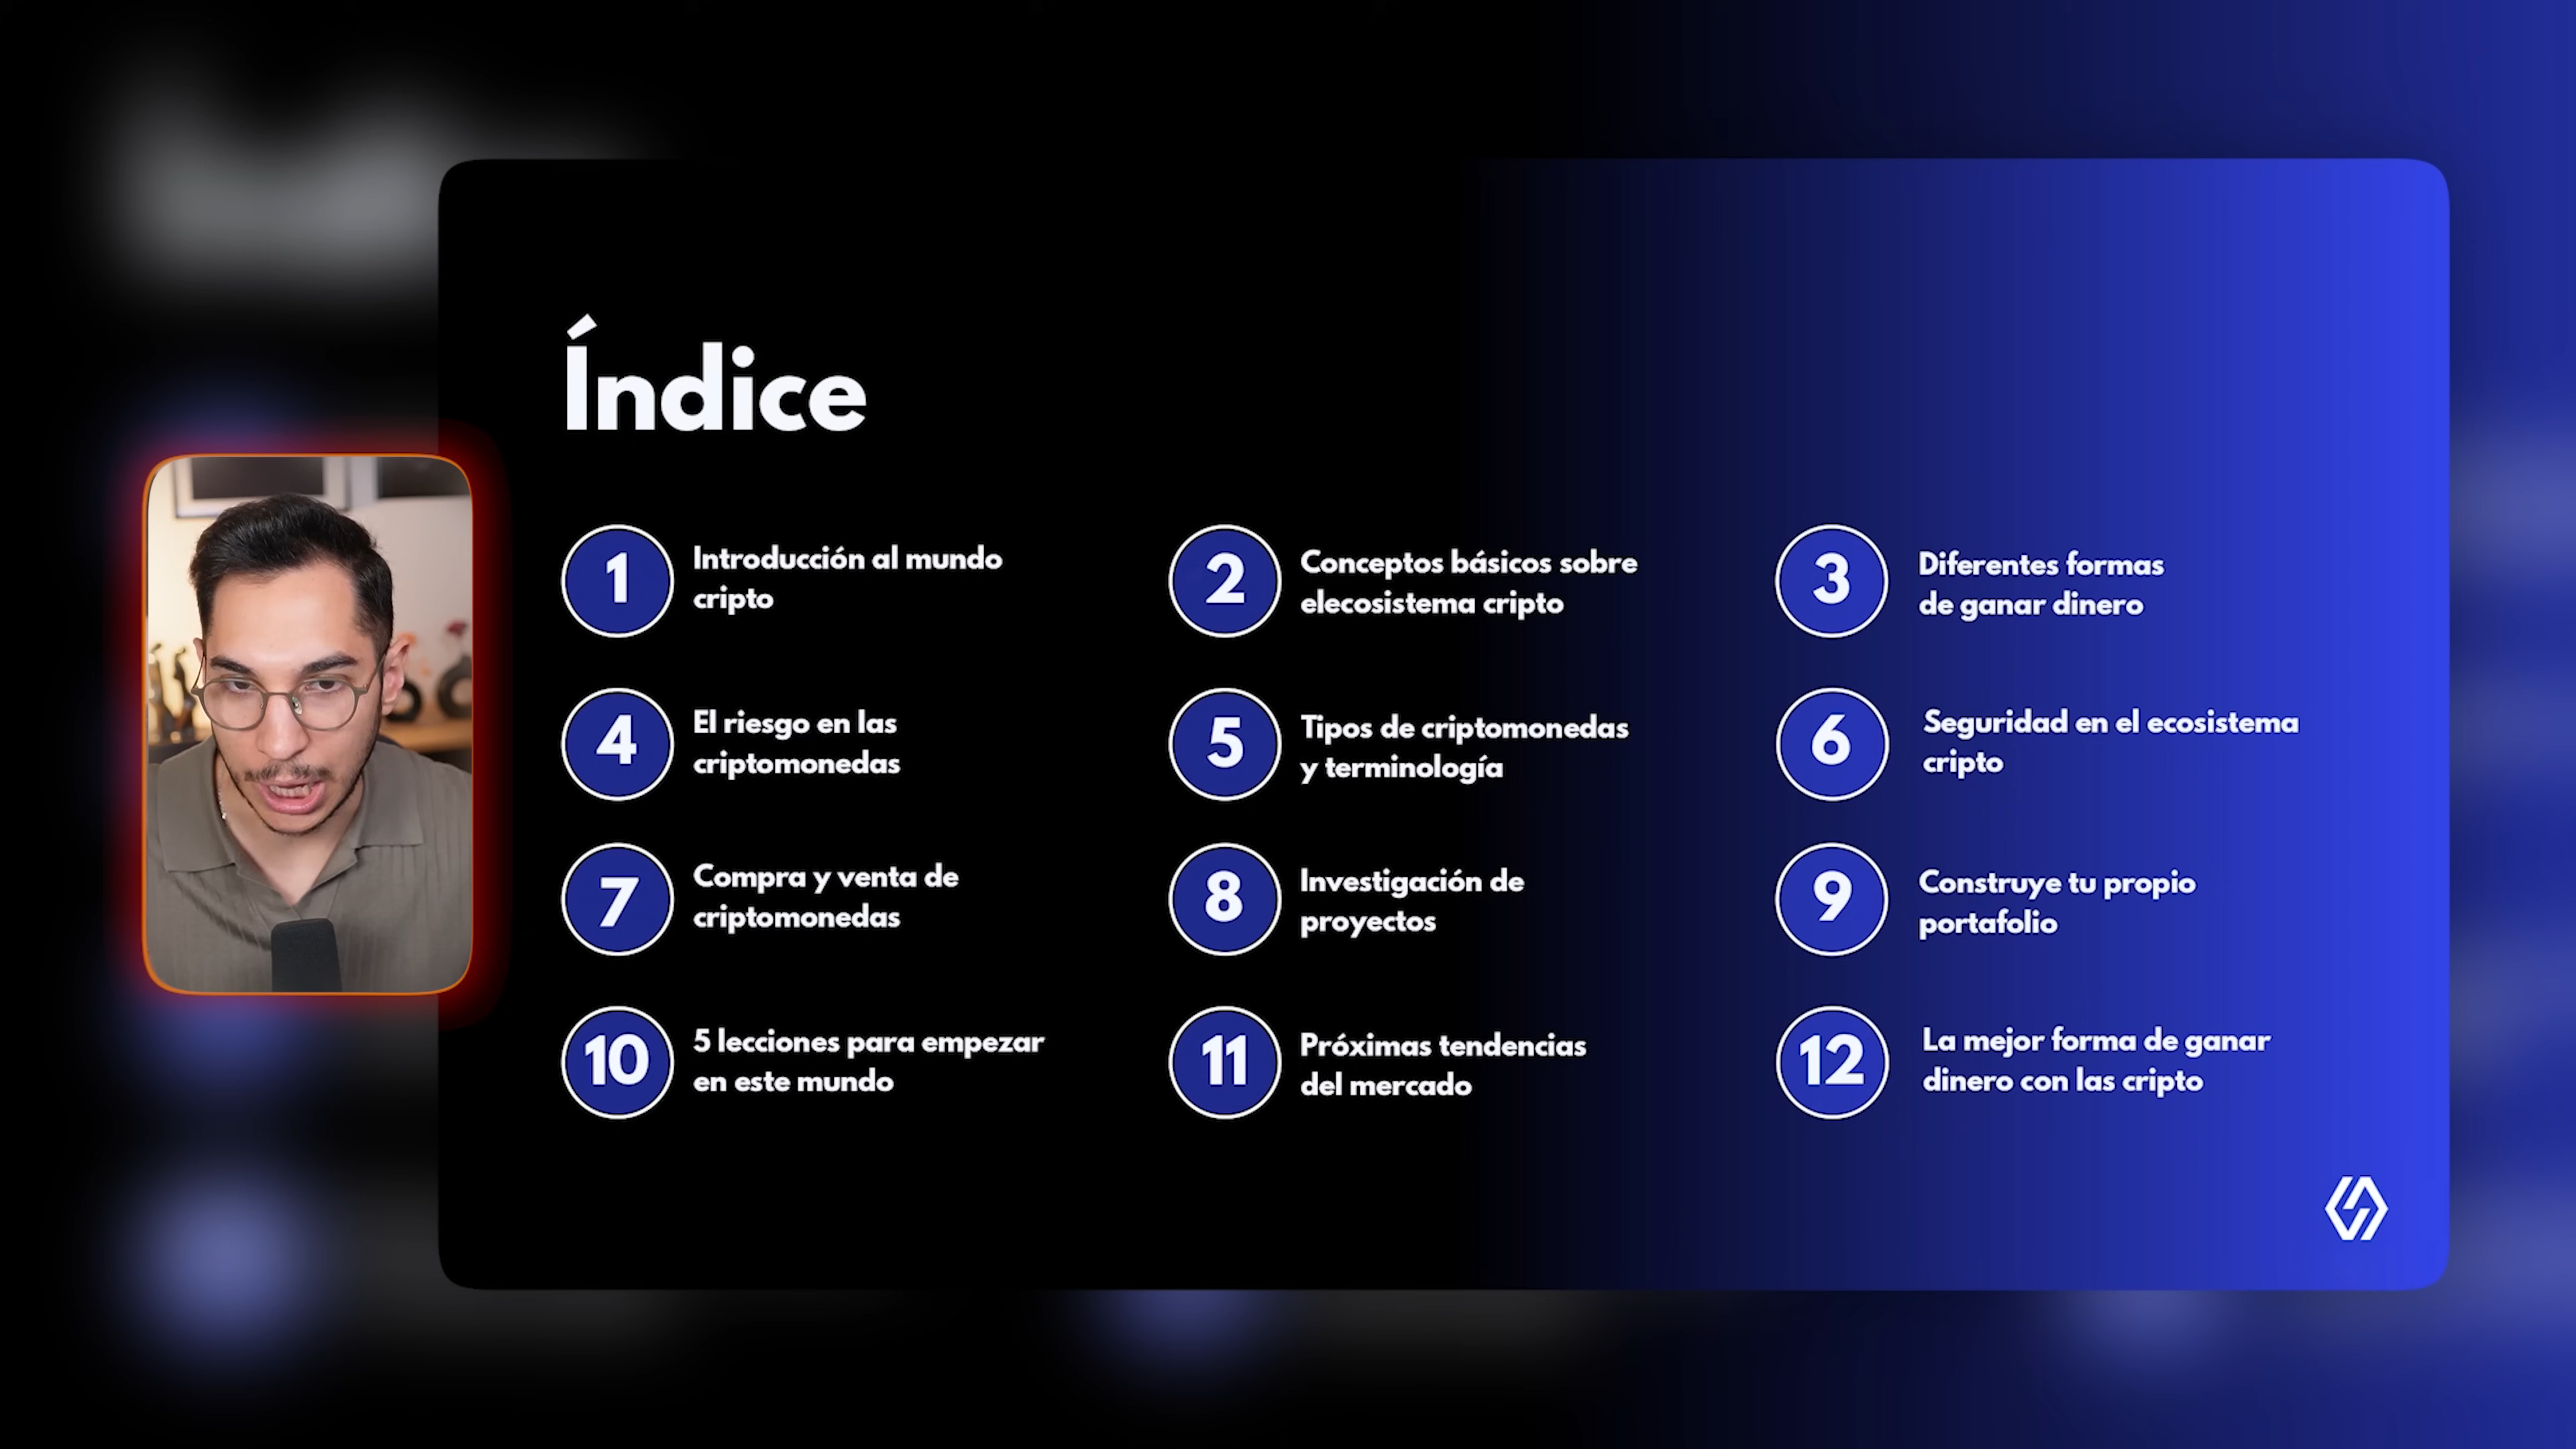 Índice
1
Introducción al mundo
cripto
2
Conceptos básicos sobre
elecosistema cripto
3
Diferentes formas
de ganar dinero
4
El riesgo en las
criptomonedas
5
Tipos de criptomonedas
y terminología
6
Seguridad en el ecosistema
cripto
7
Compra y venta de
criptomonedas
8
Investigación de
proyectos
9
Construye tu propio
portafolio
10
5 lecciones para empezar
en este mundo
11
Próximas tendencias
del mercado
12
La mejor forma de ganar
dinero con las cripto